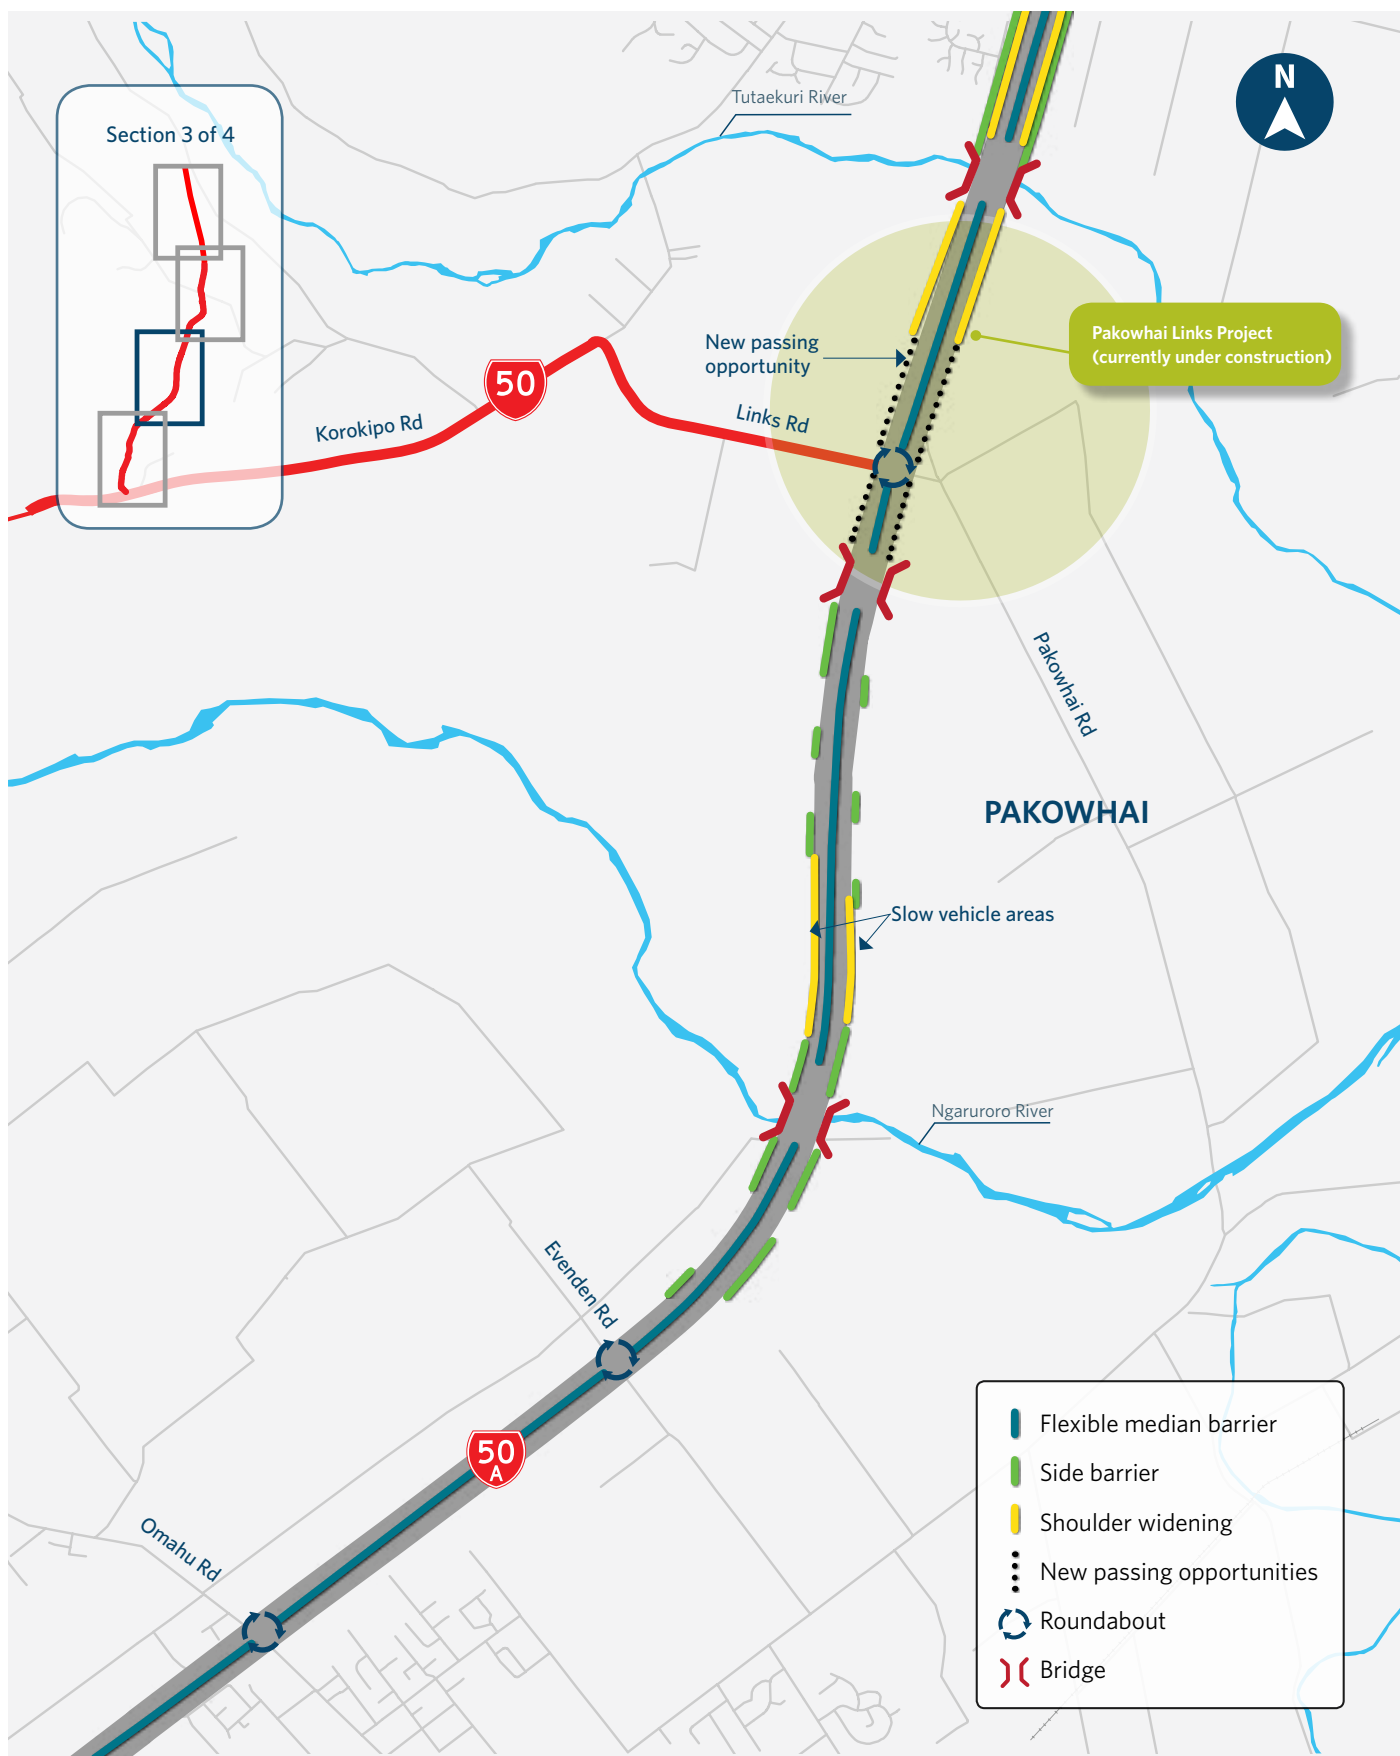 Tutaekuri River
N
Section 3 of 4
Pakowhai Links Project
(currently under construction)
New passing
opportunity
50
Korokipo Rd
Links Rd
Pakowhai Rd
PAKOWHAI
Slow vehicle areas
Ngaruroro River
Evenden Rd
50
A
Omahu Rd
Flexible median barrier
Side barrier
Shoulder widening
New passing opportunities
Roundabout
Bridge